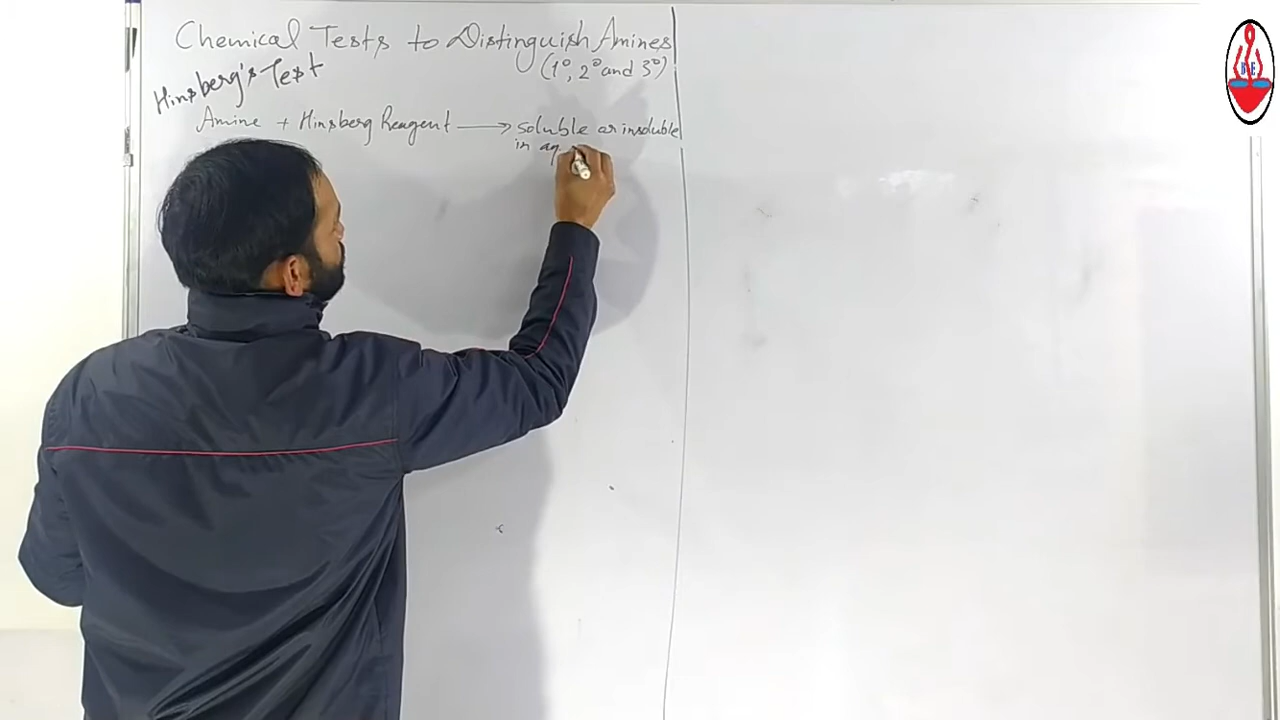 Chemical Tests to Distinguish Amines
(1°, 2° and 3°)
Hinsberg's Test
Amine + Hinsberg Reagent ⟶ soluble or insoluble
in aq